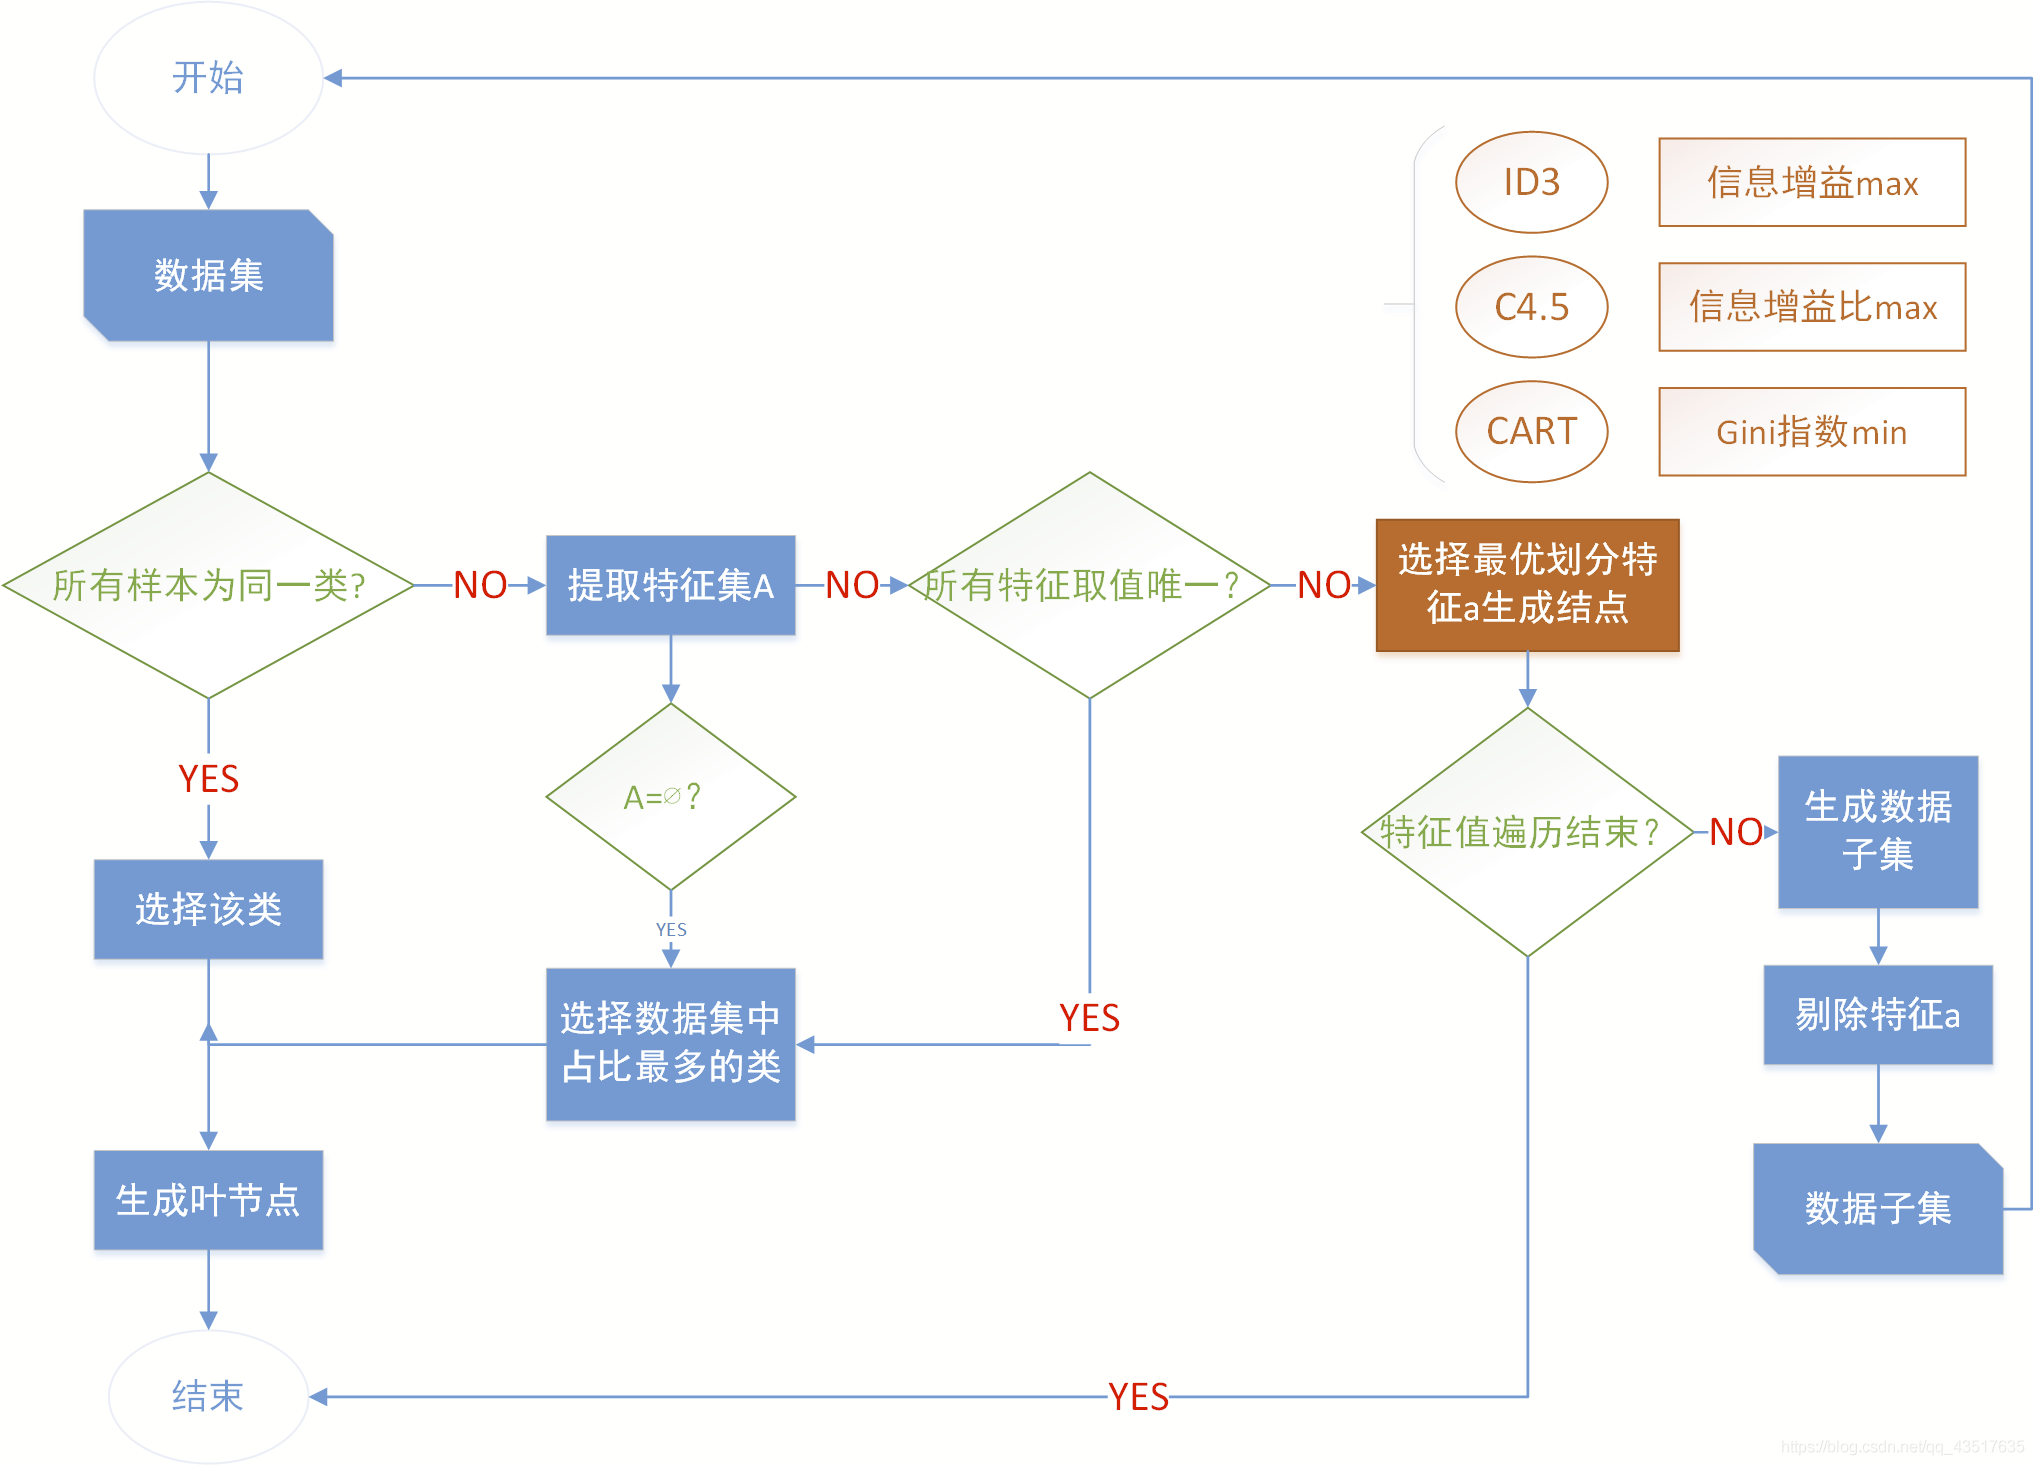 开始
数据集
ID3
信息增益max
C4.5
信息增益比max
CART
Gini指数min
所有样本为同一类?
NO
提取特征集A
NO
所有特征取值唯一？
NO
选择最优划分特
征a生成结点
YES
A=∅？
YES
特征值遍历结束？
NO
生成数据
子集
选择该类
选择数据集中
占比最多的类
YES
剔除特征a
生成叶节点
数据子集
结束
YES
https://blog.csdn.net/qq_43517635